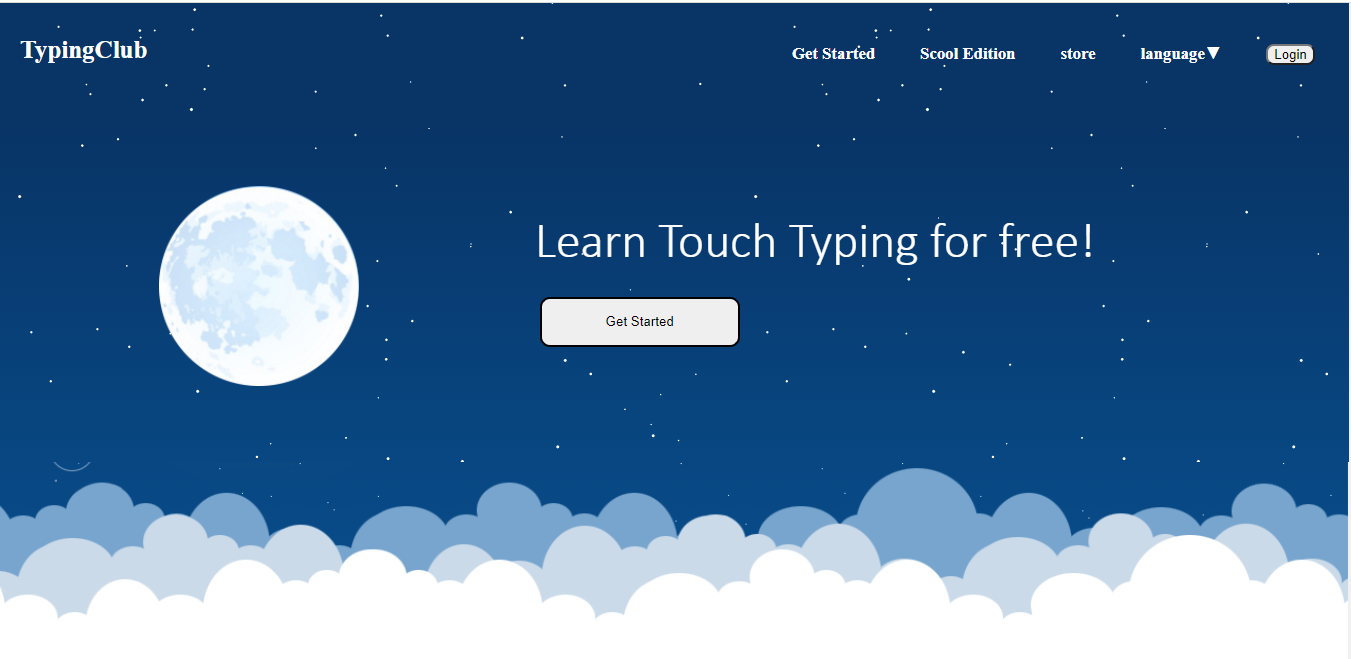 TypingClub
Get Started Scool Edition store language▼ Login
Learn Touch Typing for free!
Get Started